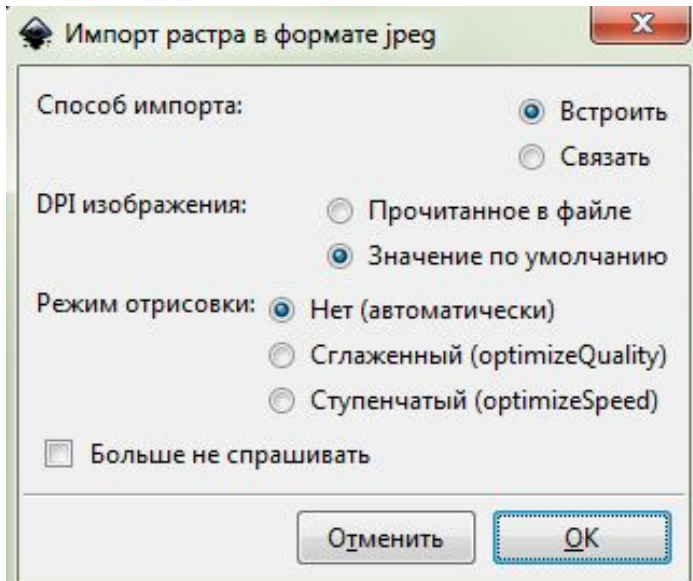 Импорт растра в формате jpeg
Способ импорта:
Встроить
Связать
DPI изображения:
Прочитанное в файле
Значение по умолчанию
Режим отрисовки:
Нет (автоматически)
Сглаженный (optimizeQuality)
Ступенчатый (optimizeSpeed)
Больше не спрашивать
Отменить
OK